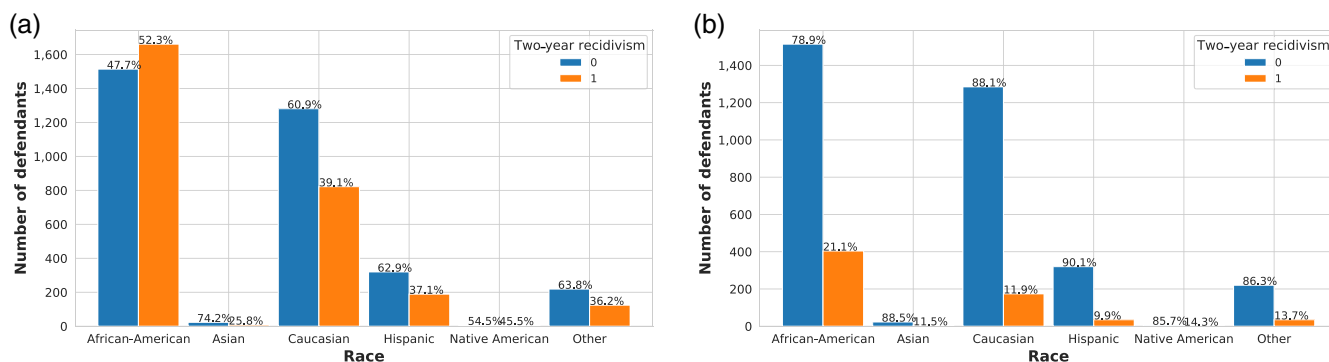 (a)
Number of defendants
1,600
1,400
1,200
1,000
800
600
400
200
0
Two-year recidivism
0
1
47.7%
52.3%
74.2%
25.8%
60.9%
39.1%
62.9%
37.1%
54.5%
45.5%
63.8%
36.2%
African-American
Asian
Caucasian
Hispanic
Native American
Other
Race
(b)
Number of defendants
1,400
1,200
1,000
800
600
400
200
0
Two-year recidivism
0
1
78.9%
21.1%
88.5%
11.5%
88.1%
11.9%
90.1%
9.9%
85.7%
14.3%
86.3%
13.7%
African-American
Asian
Caucasian
Hispanic
Native American
Other
Race